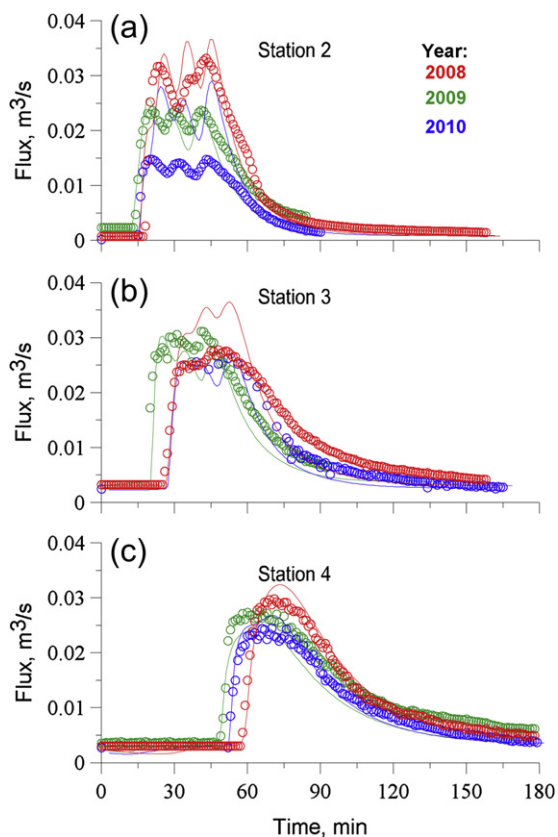 (a)
Station 2
Year:
2008
2009
2010
Flux, m³/s
0.04
0.03
0.02
0.01
0
(b)
Station 3
Flux, m³/s
0.04
0.03
0.02
0.01
0
(c)
Station 4
Flux, m³/s
0.04
0.03
0.02
0.01
0
0 30 60 90 120 150 180
Time, min